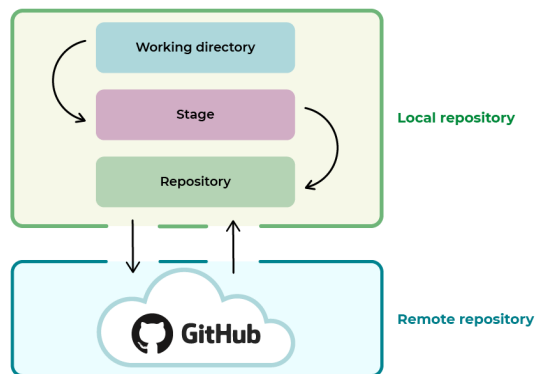 Working directory
Stage
Local repository
Repository
GitHub
Remote repository